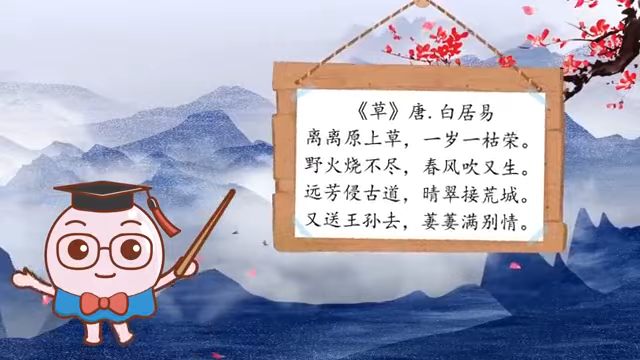 《草》唐.白居易
离离原上草，一岁一枯荣。
野火烧不尽，春风吹又生。
远芳侵古道，晴翠接荒城。
又送王孙去，萋萋满别情。